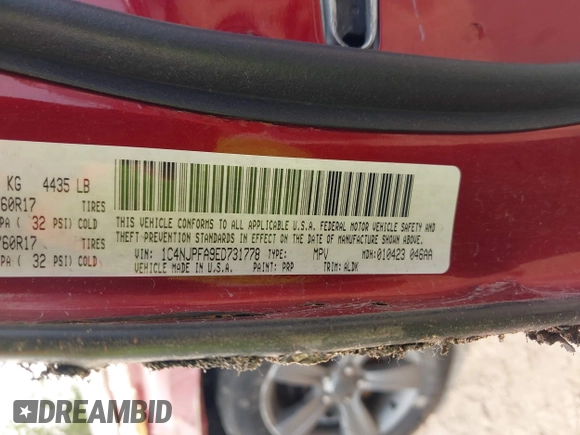 KG 4435 LB
60R17 TIRES
PA ( 32 PSI) COLD
/60R17 TIRES
PA ( 32 PSI) COLD
THIS VEHICLE CONFORMS TO ALL APPLICABLE U.S.A. FEDERAL MOTOR VEHICLE SAFETY AND
THEFT-PREVENTION STANDARDS IN EFFECT ON THE DATE OF MANUFACTURE SHOWN ABOVE.
VIN: 1C4NJPFA9ED731778 TYPE: MPV MDH:010423 046AA
VEHICLE MADE IN U.S.A. PAINT: PRP TRIM: ALDK
DREAMBID